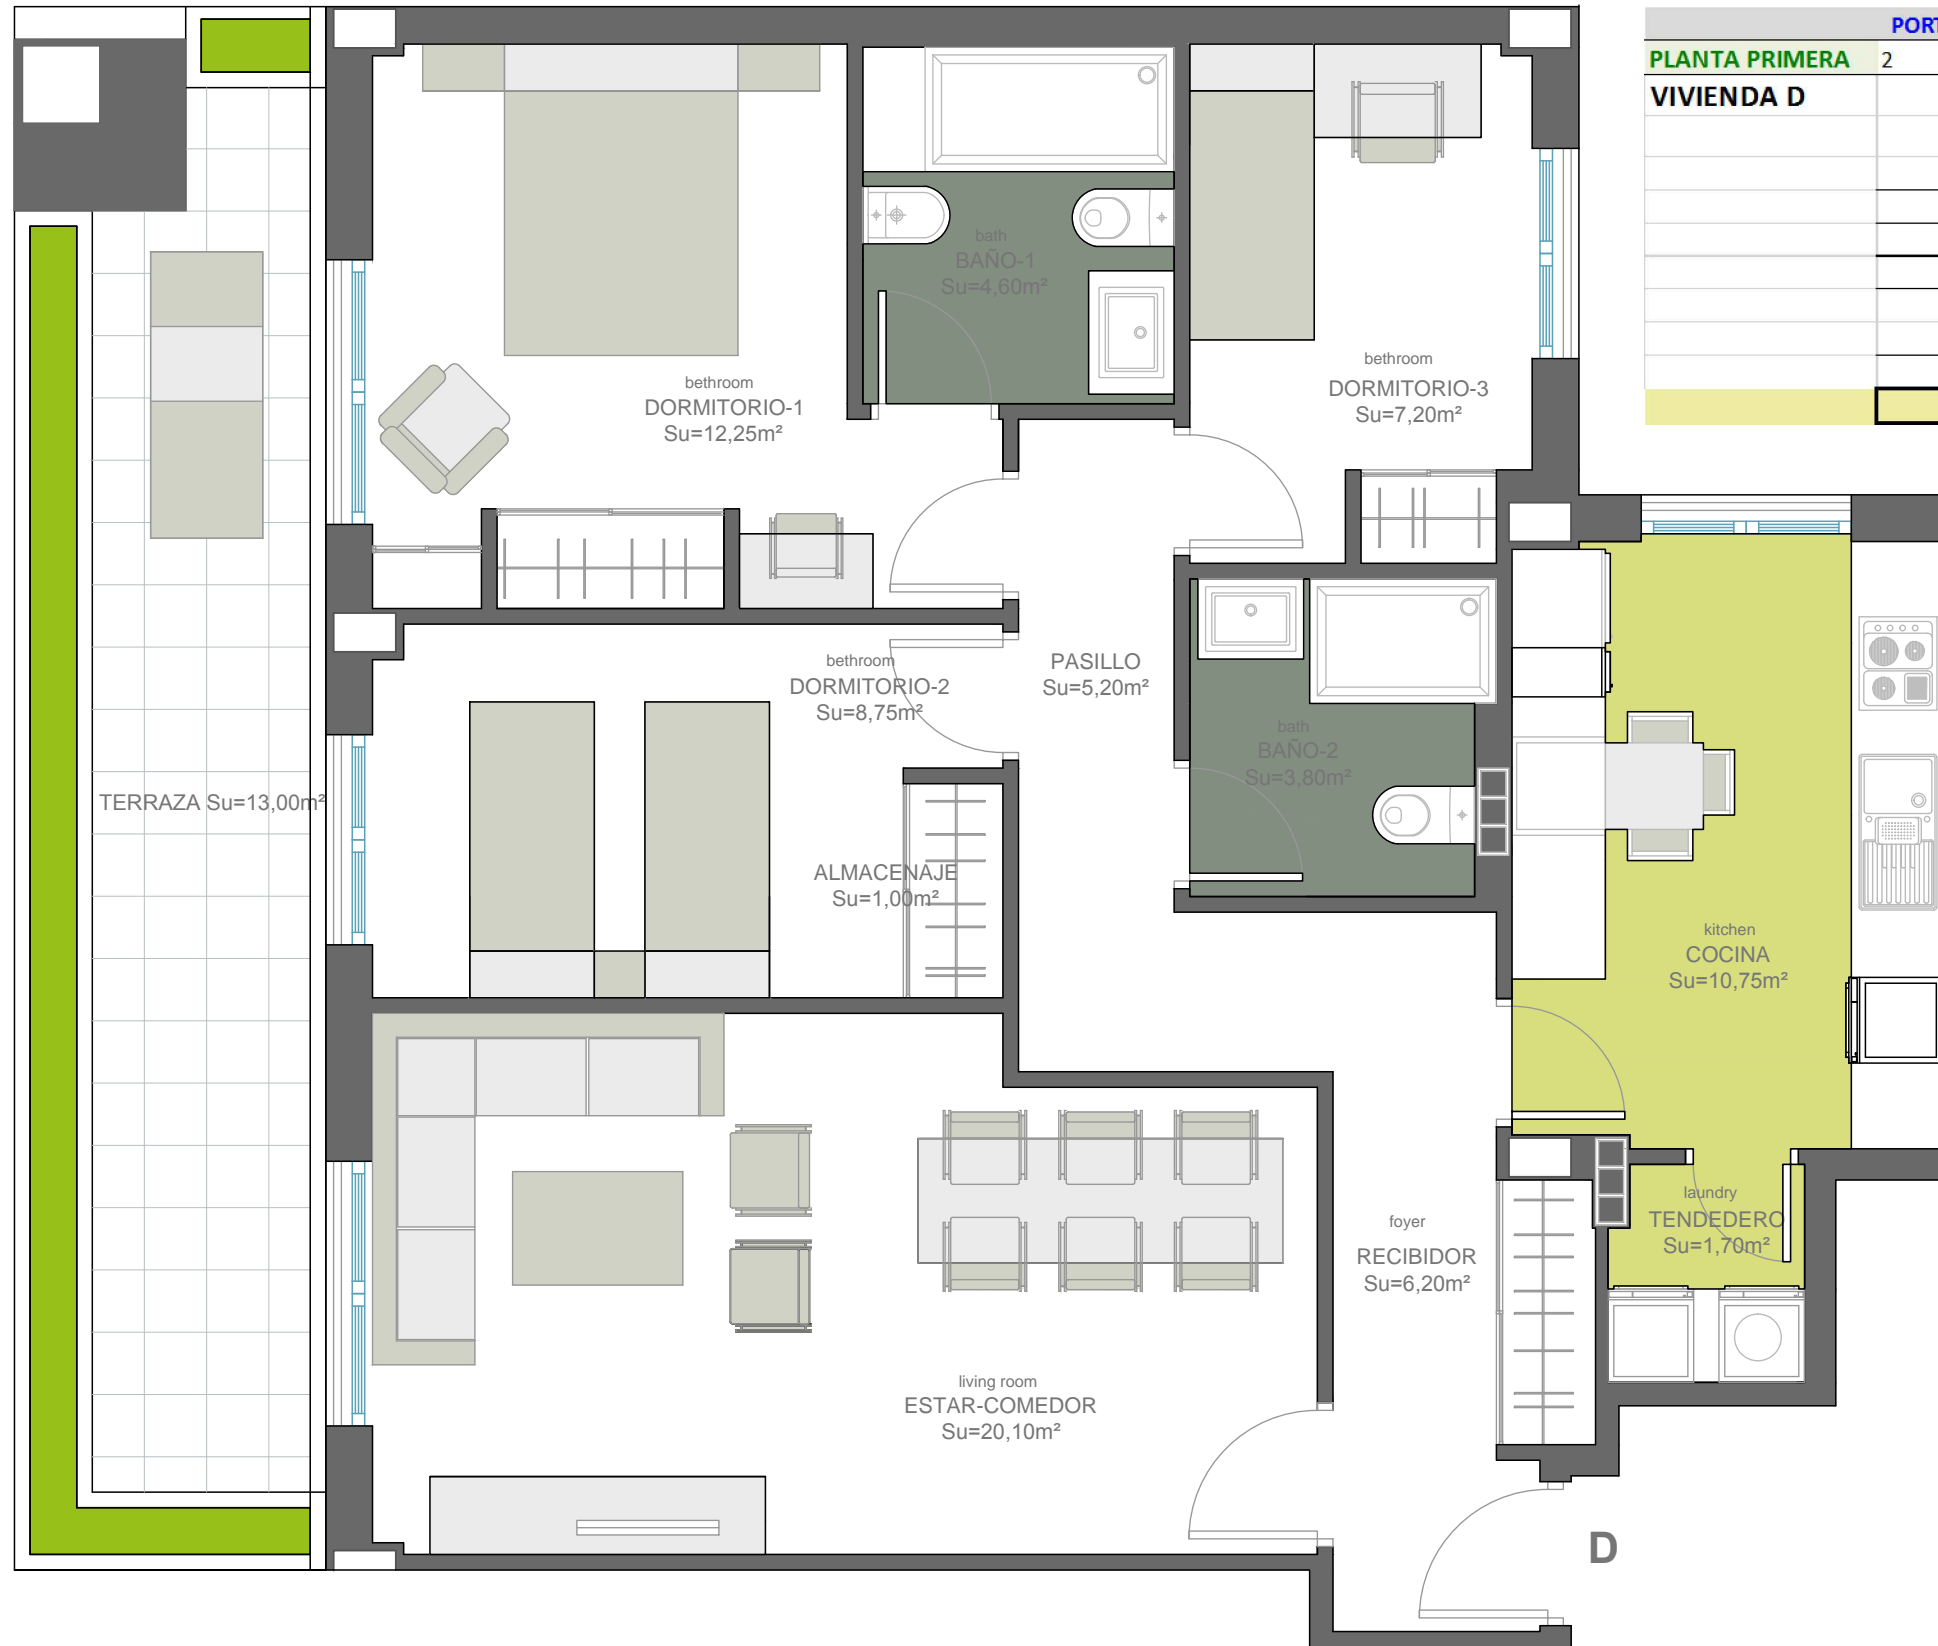 PORT
PLANTA PRIMERA 2
VIVIENDA D
bath
BAÑO-1
Su=4,60m²
bethroom
DORMITORIO-1
Su=12,25m²
bethroom
DORMITORIO-3
Su=7,20m²
bethroom
DORMITORIO-2
Su=8,75m²
PASILLO
Su=5,20m²
bath
BAÑO-2
Su=3,80m²
TERRAZA Su=13,00m²
ALMACENAJE
Su=1,00m²
kitchen
COCINA
Su=10,75m²
laundry
TENDEDERO
Su=1,70m²
foyer
RECIBIDOR
Su=6,20m²
living room
ESTAR-COMEDOR
Su=20,10m²
D